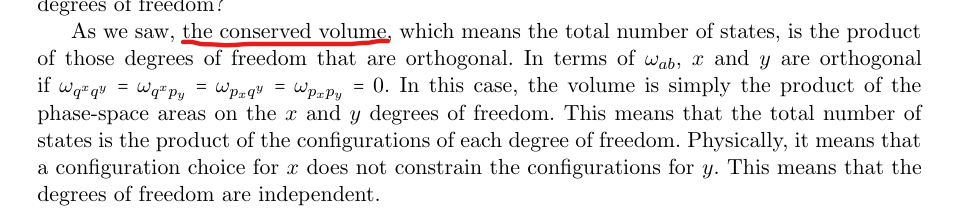 degrees of freedom?
As we saw, the conserved volume, which means the total number of states, is the product
of those degrees of freedom that are orthogonal. In terms of ω_{ab}, x and y are orthogonal
if ω_{q^x q^y} = ω_{q^x p_y} = ω_{p_x q^y} = ω_{p_x p_y} = 0. In this case, the volume is simply the product of the
phase-space areas on the x and y degrees of freedom. This means that the total number of
states is the product of the configurations of each degree of freedom. Physically, it means that
a configuration choice for x does not constrain the configurations for y. This means that the
degrees of freedom are independent.